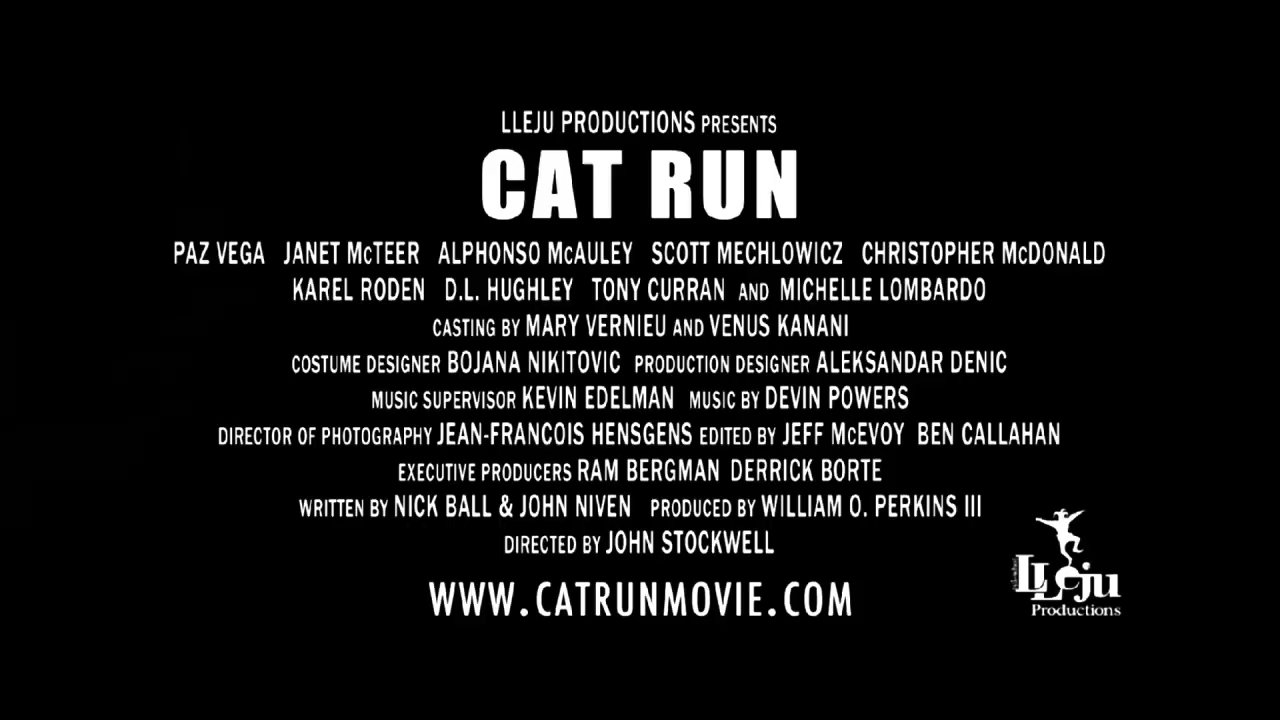 LLEJU PRODUCTIONS PRESENTS
CAT RUN
PAZ VEGA JANET McTEER ALPHONSO McAULEY SCOTT MECHLOWICZ CHRISTOPHER McDONALD
KAREL RODEN D.L. HUGHLEY TONY CURRAN AND MICHELLE LOMBARDO
CASTING BY MARY VERNIEU AND VENUS KANANI
COSTUME DESIGNER BOJANA NIKITOVIC PRODUCTION DESIGNER ALEKSANDAR DENIC
MUSIC SUPERVISOR KEVIN EDELMAN MUSIC BY DEVIN POWERS
DIRECTOR OF PHOTOGRAPHY JEAN-FRANCOIS HENSGENS EDITED BY JEFF McEVOY BEN CALLAHAN
EXECUTIVE PRODUCERS RAM BERGMAN DERRICK BORTE
WRITTEN BY NICK BALL & JOHN NIVEN PRODUCED BY WILLIAM O. PERKINS III
DIRECTED BY JOHN STOCKWELL
WWW.CATRUNMOVIE.COM
LLeju
Productions